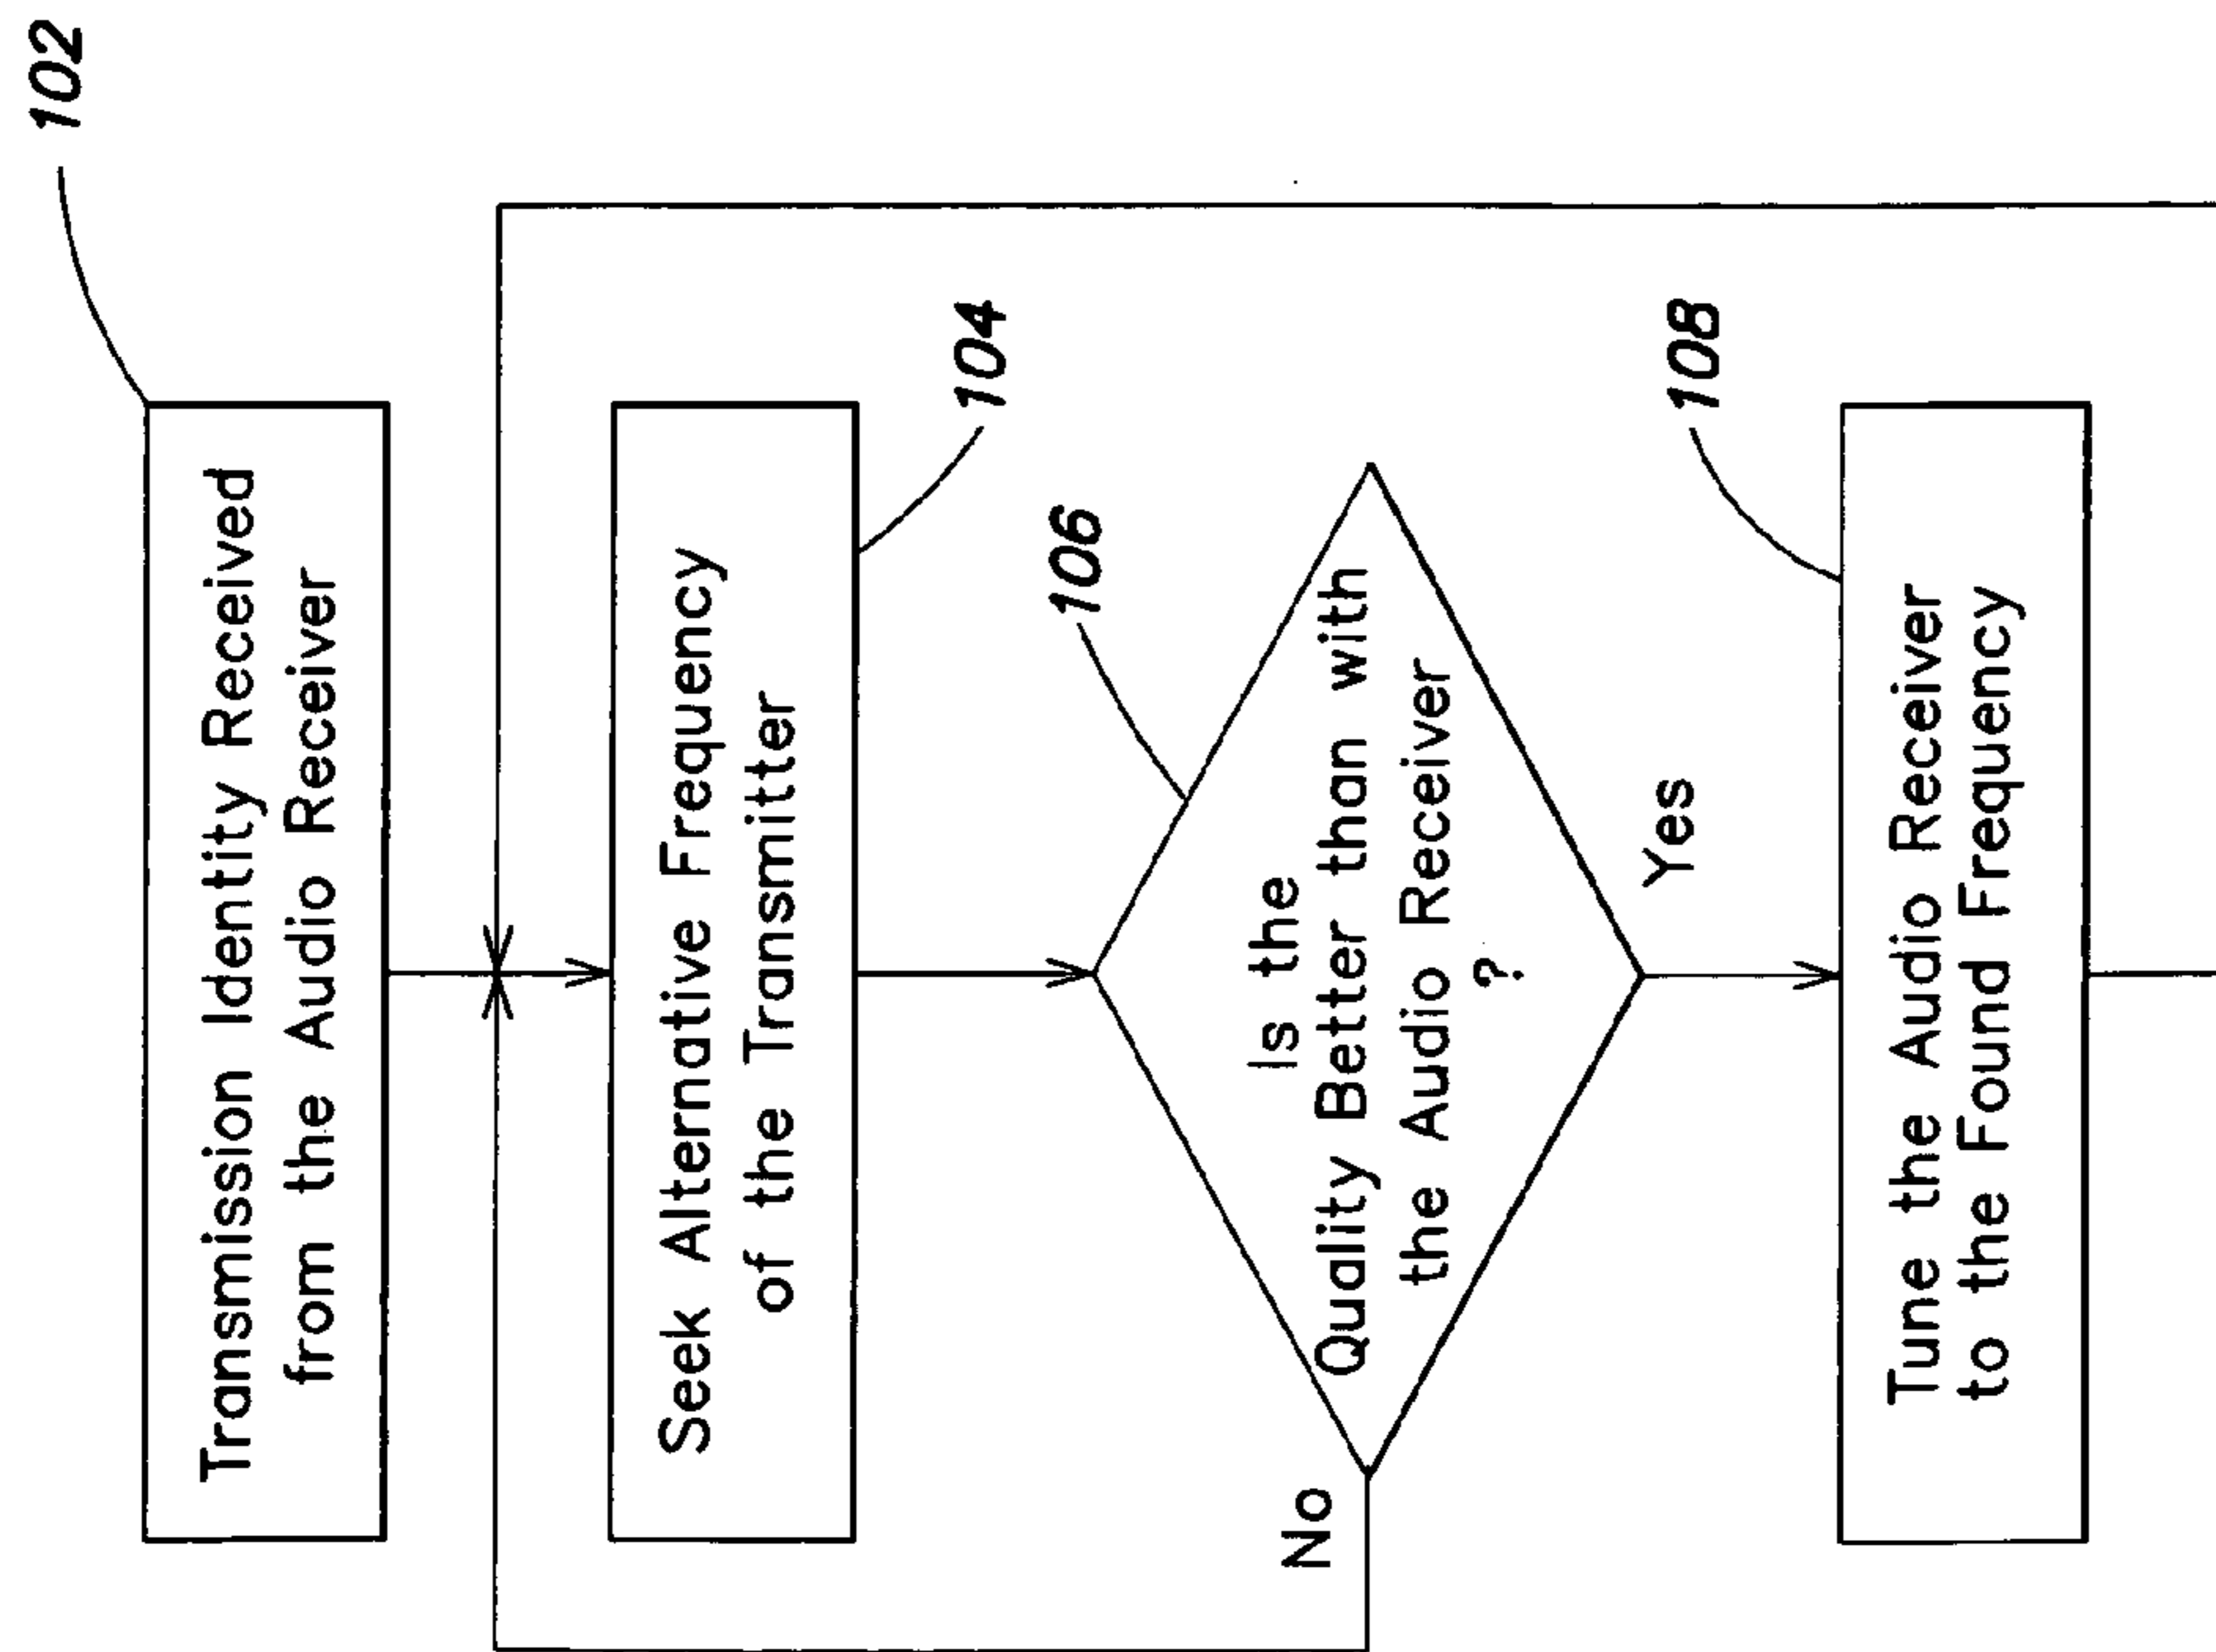 102
Transmission Identity Received
from the Audio Receiver
Seek Alternative Frequency
of the Transmitter
104
106
Is the
Quality Better than with
the Audio Receiver
?
No
Yes
108
Tune the Audio Receiver
to the Found Frequency